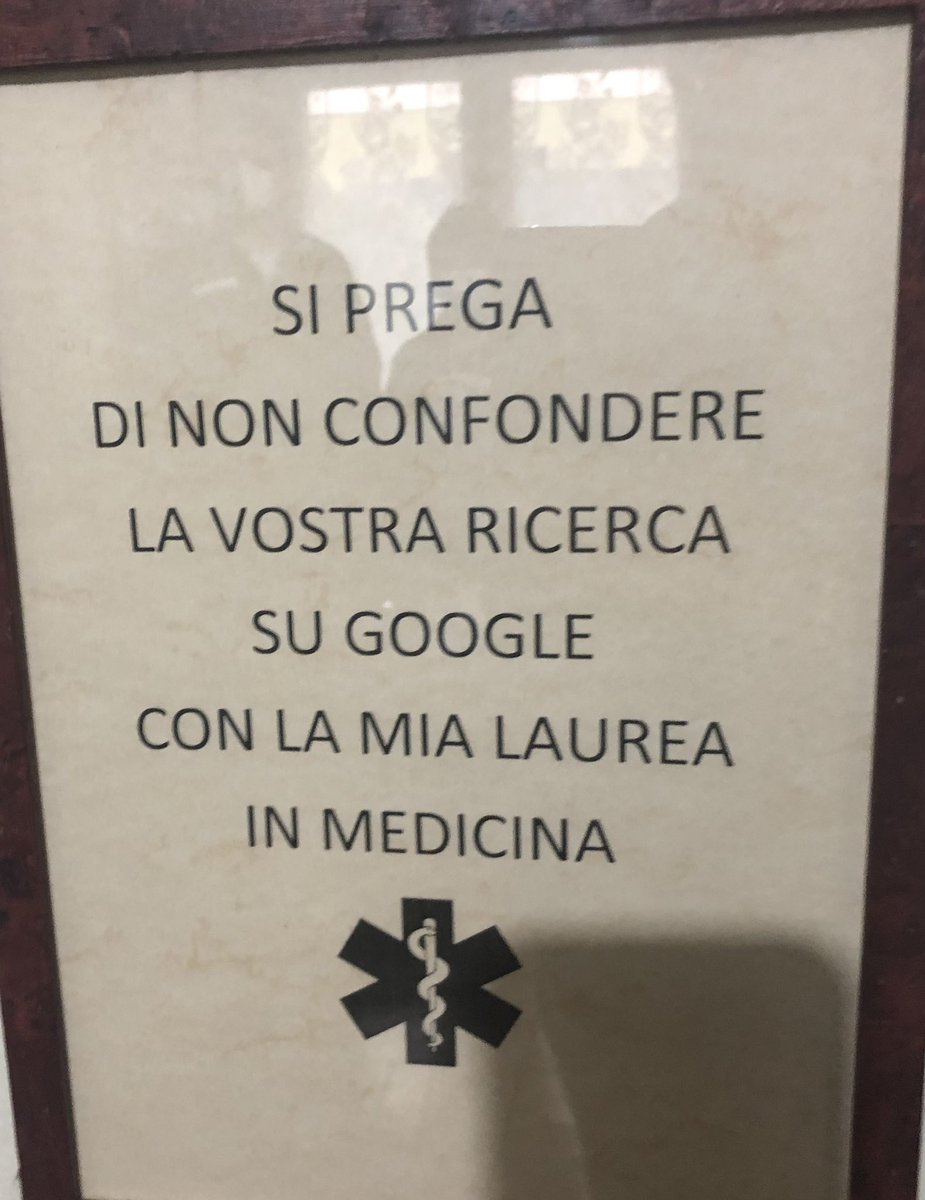 SI PREGA
DI NON CONFONDERE
LA VOSTRA RICERCA
SU GOOGLE
CON LA MIA LAUREA
IN MEDICINA